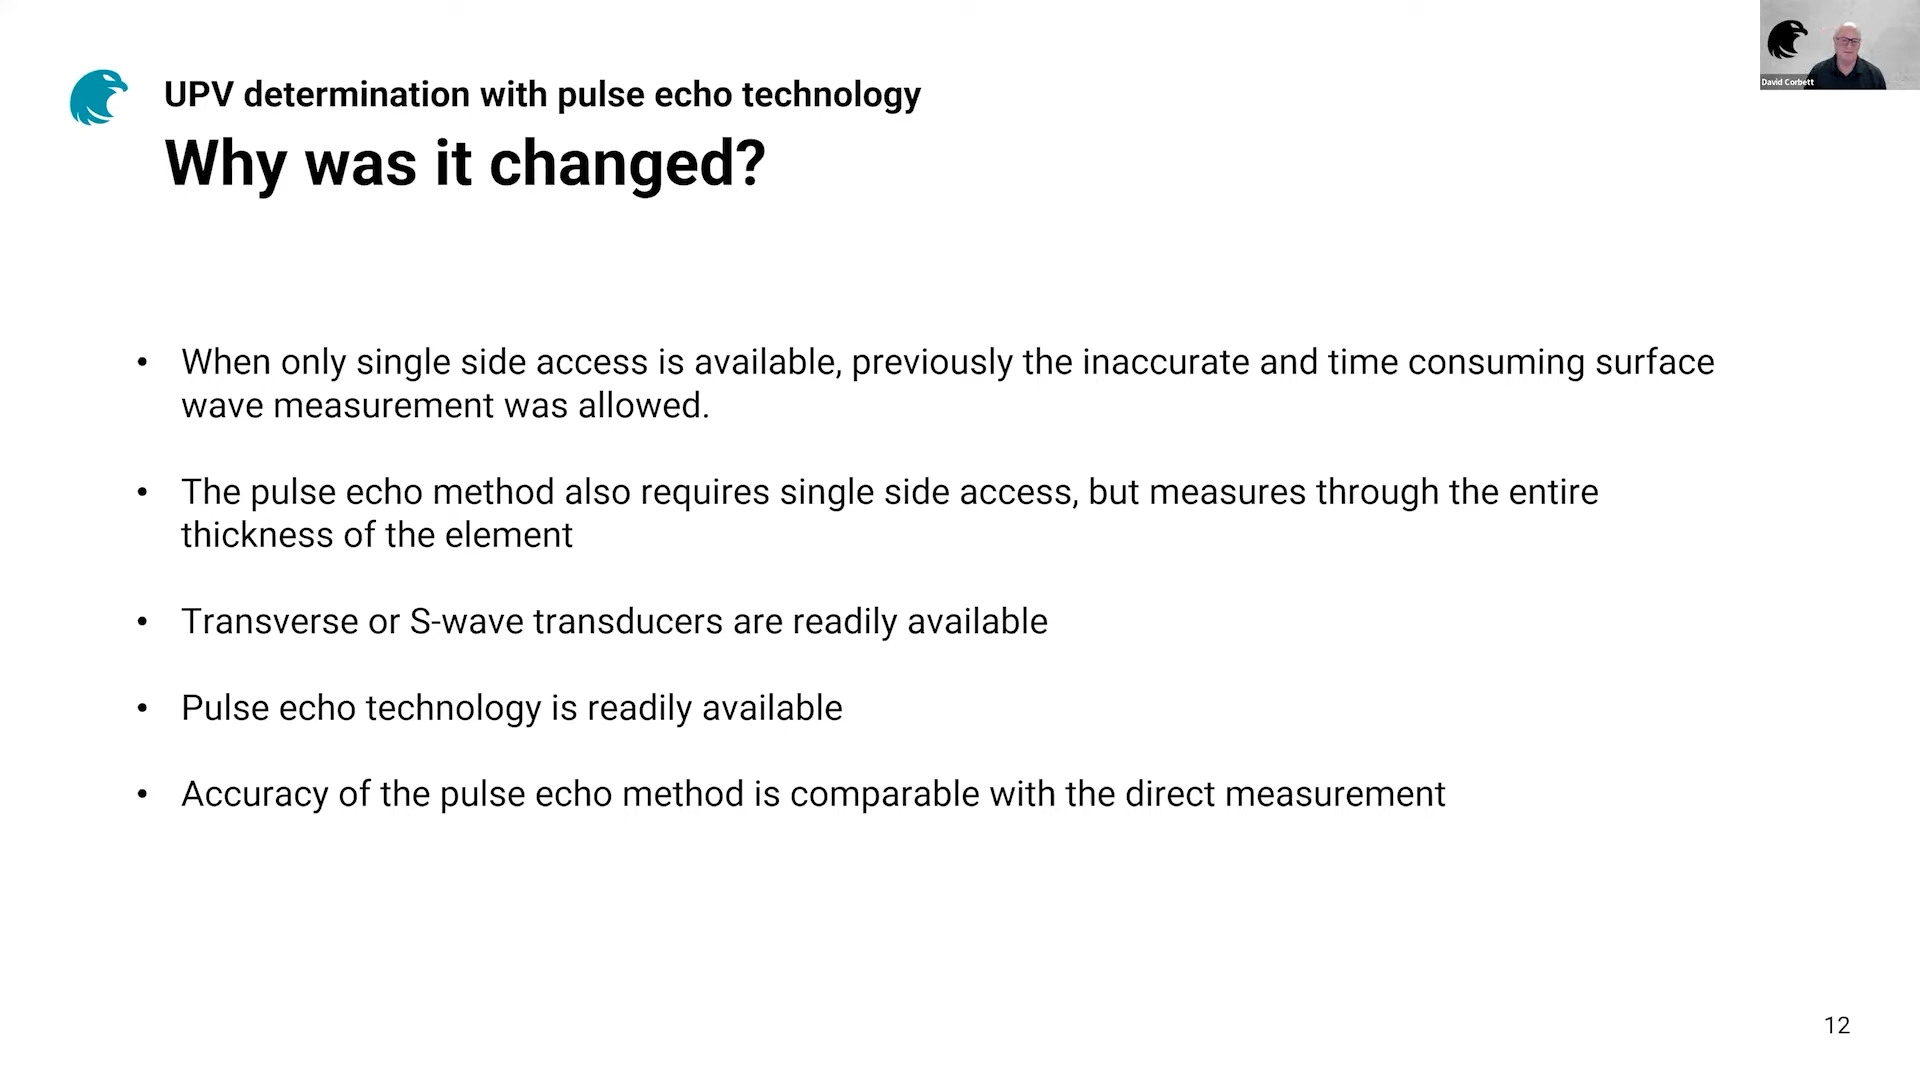 UPV determination with pulse echo technology
Why was it changed?
David Corbett
• When only single side access is available, previously the inaccurate and time consuming surface
wave measurement was allowed.
• The pulse echo method also requires single side access, but measures through the entire
thickness of the element
• Transverse or S-wave transducers are readily available
• Pulse echo technology is readily available
• Accuracy of the pulse echo method is comparable with the direct measurement
12